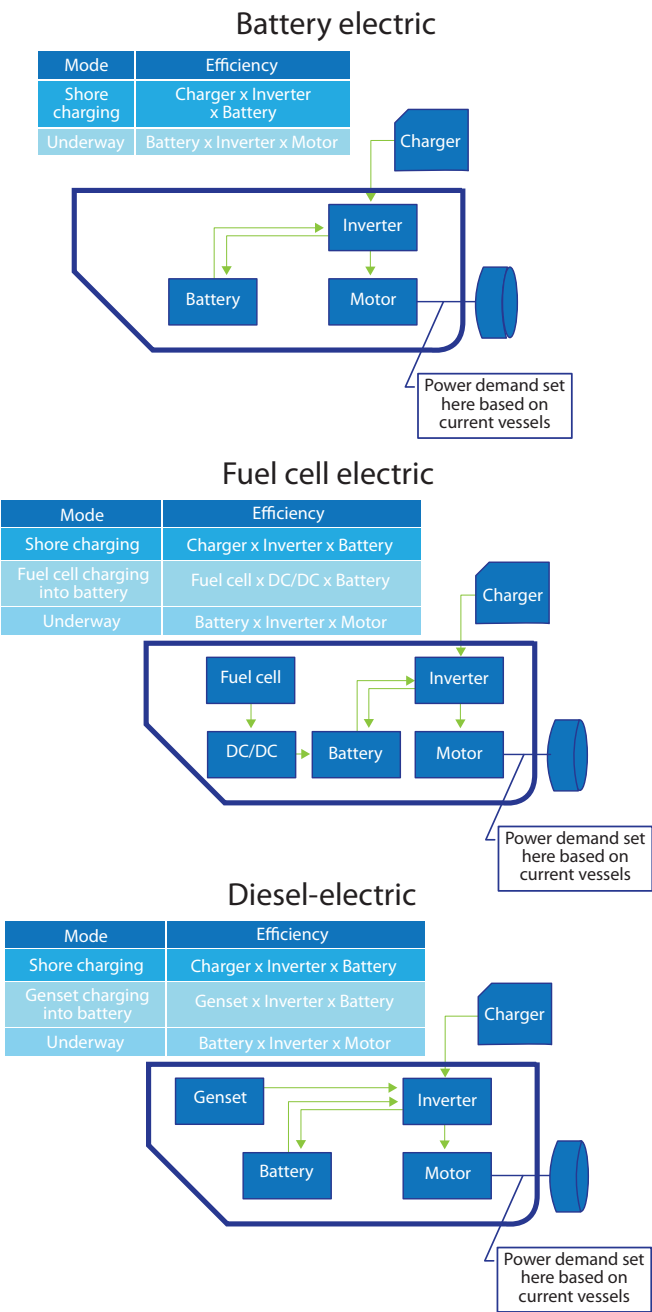 Battery electric
Mode Efficiency
Shore
charging
Charger x Inverter
x Battery
Underway Battery x Inverter x Motor
Charger
Inverter
Battery Motor
Power demand set
here based on
current vessels
Fuel cell electric
Mode Efficiency
Shore charging Charger x Inverter x Battery
Fuel cell charging
into battery
Fuel cell x DC/DC x Battery
Underway Battery x Inverter x Motor
Charger
Fuel cell Inverter
DC/DC Battery Motor
Power demand set
here based on
current vessels
Diesel-electric
Mode Efficiency
Shore charging Charger x Inverter x Battery
Genset charging
into battery
Genset x Inverter x Battery
Underway Battery x Inverter x Motor
Charger
Genset Inverter
Battery Motor
Power demand set
here based on
current vessels